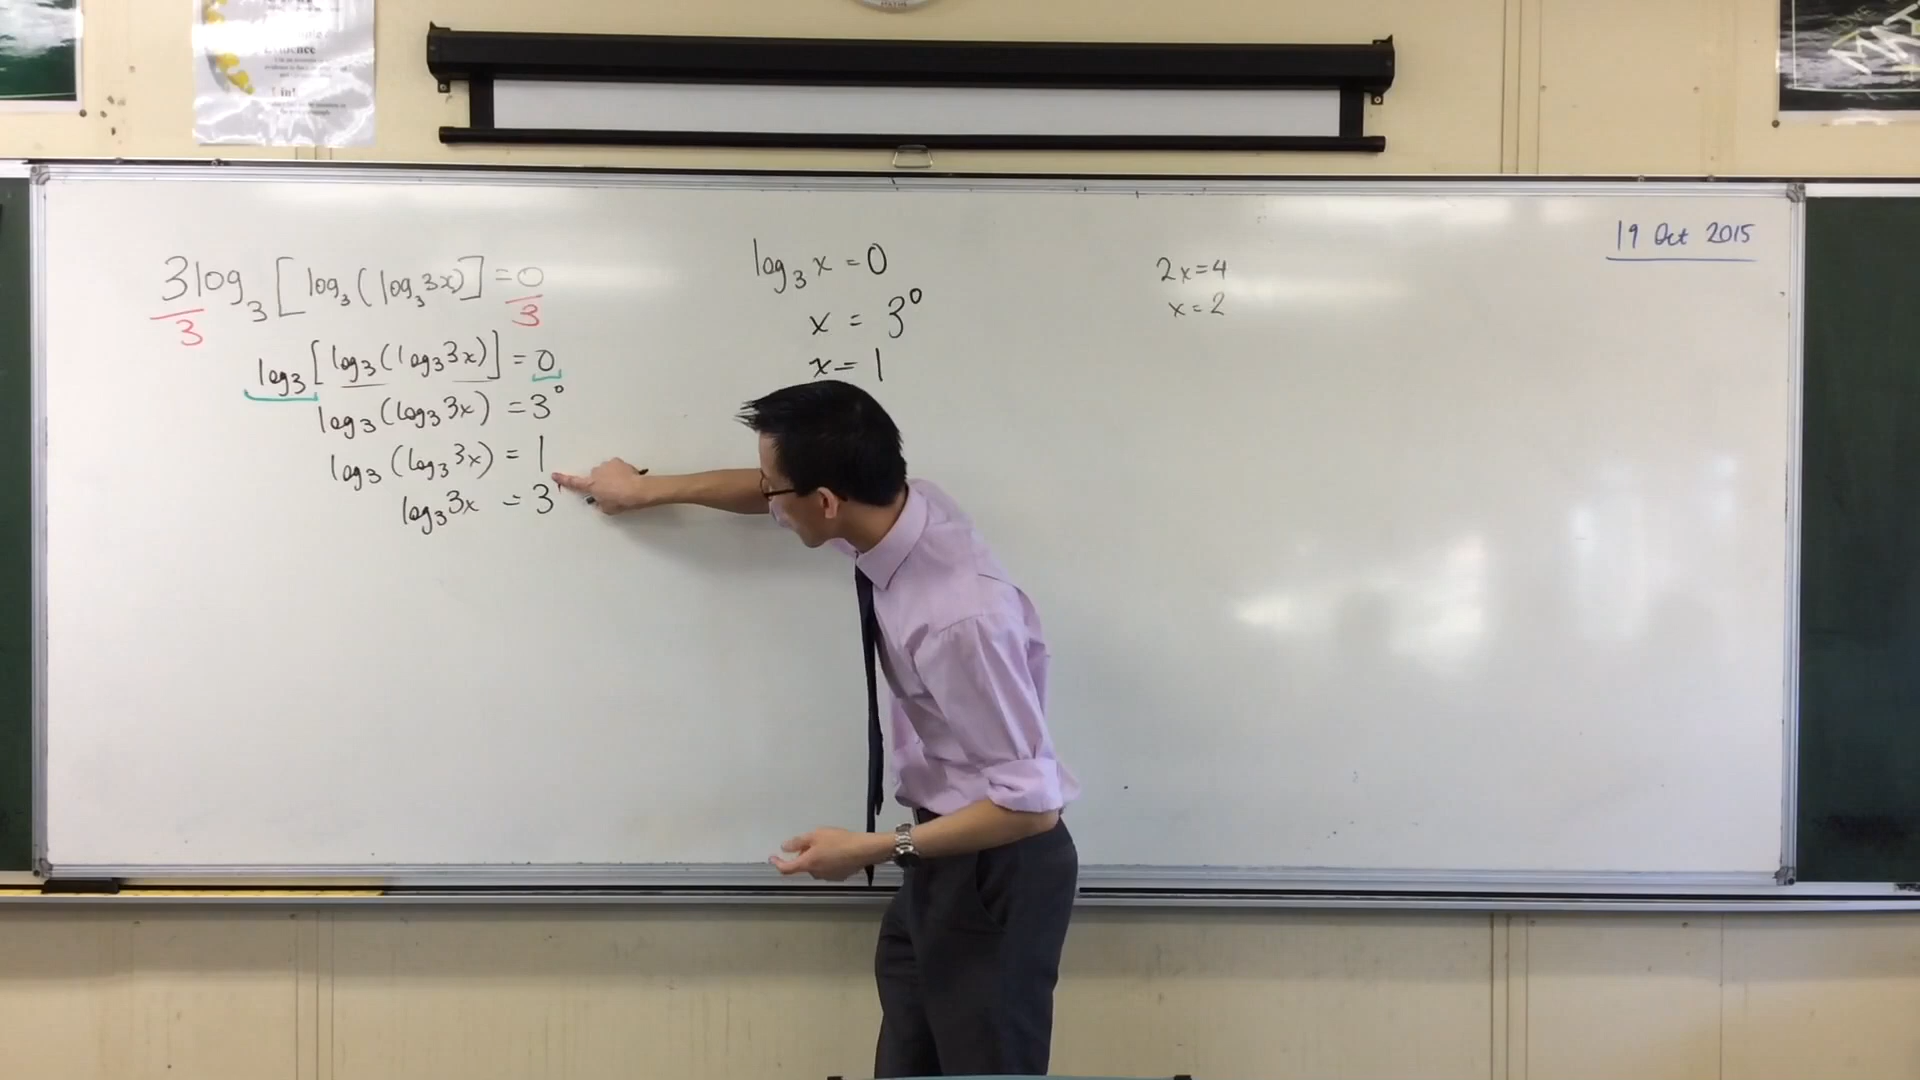 19 Oct 2015
3log₃[log₃(log₃3x)]=0
3 3
log₃[log₃(log₃3x)]=0
log₃(log₃3x) = 3⁰
log₃(log₃3x) = 1
log₃3x = 3¹
log₃x=0
x = 3⁰
x = 1
2x=4
x=2